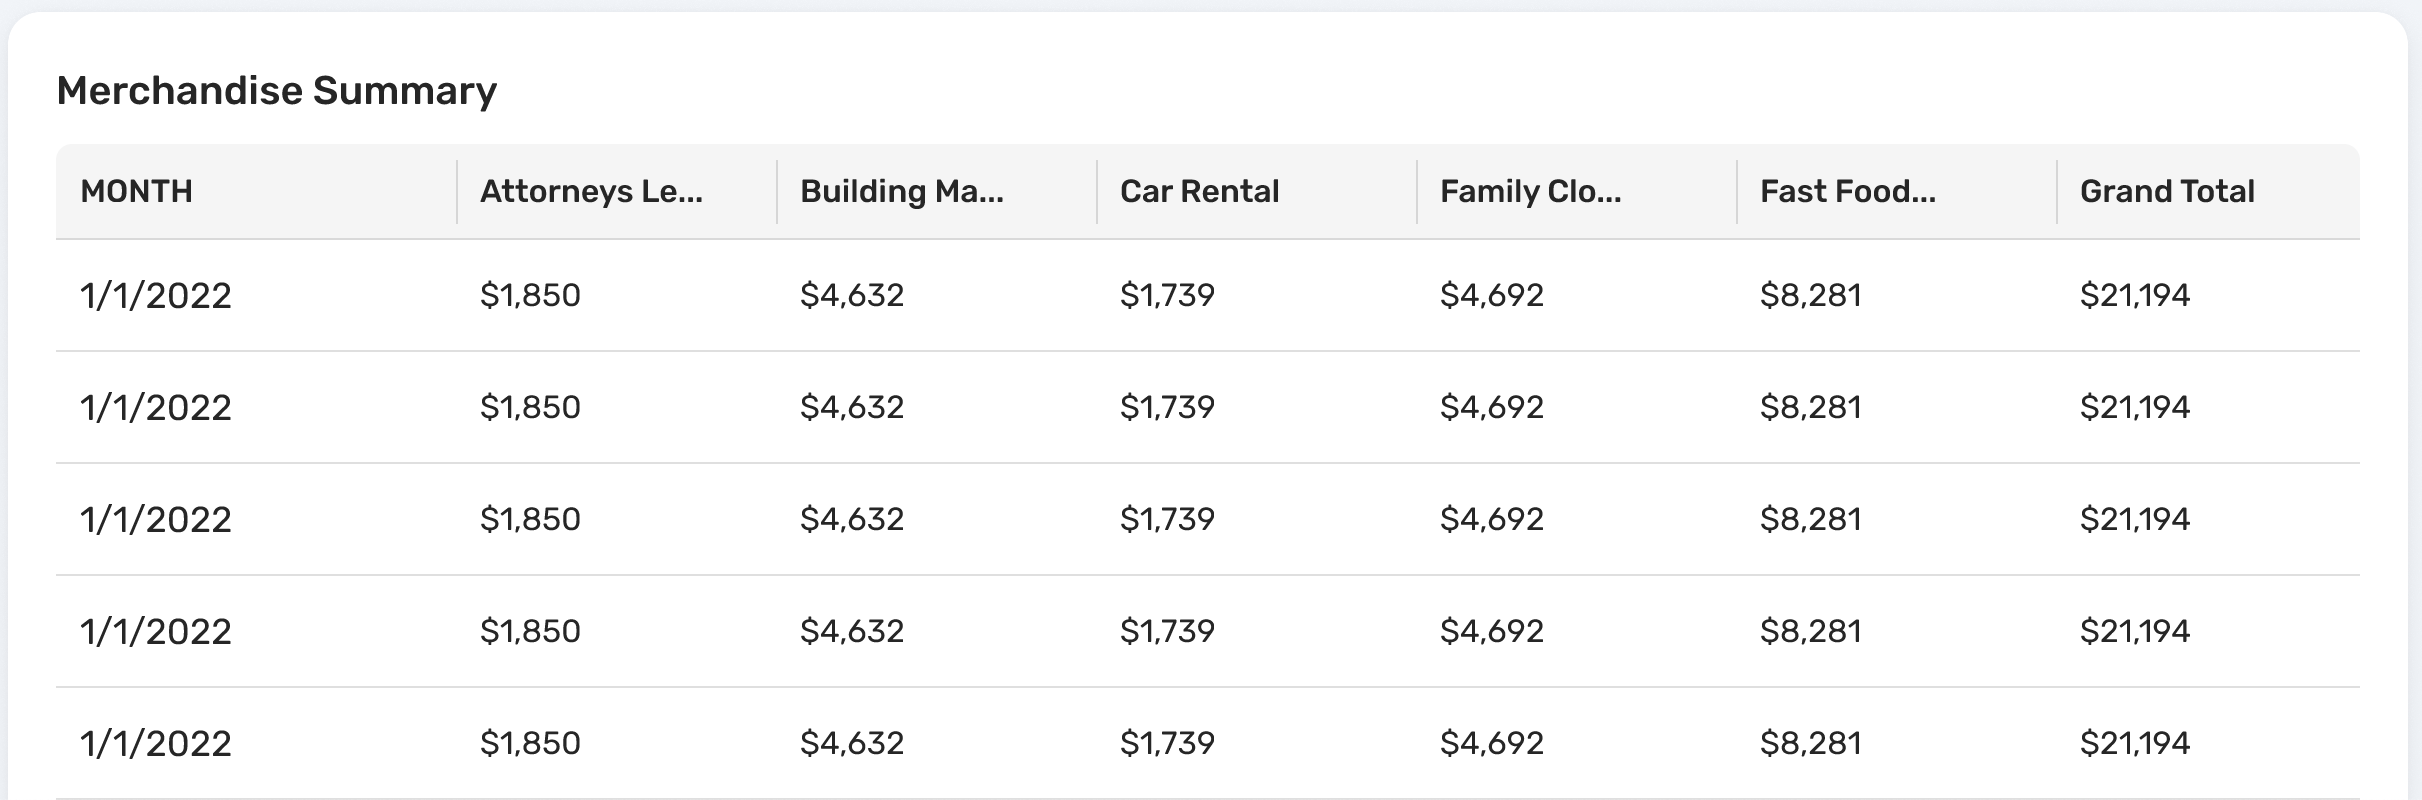 Merchandise Summary
MONTH Attorneys Le... Building Ma... Car Rental Family Clo... Fast Food... Grand Total
1/1/2022 $1,850 $4,632 $1,739 $4,692 $8,281 $21,194
1/1/2022 $1,850 $4,632 $1,739 $4,692 $8,281 $21,194
1/1/2022 $1,850 $4,632 $1,739 $4,692 $8,281 $21,194
1/1/2022 $1,850 $4,632 $1,739 $4,692 $8,281 $21,194
1/1/2022 $1,850 $4,632 $1,739 $4,692 $8,281 $21,194